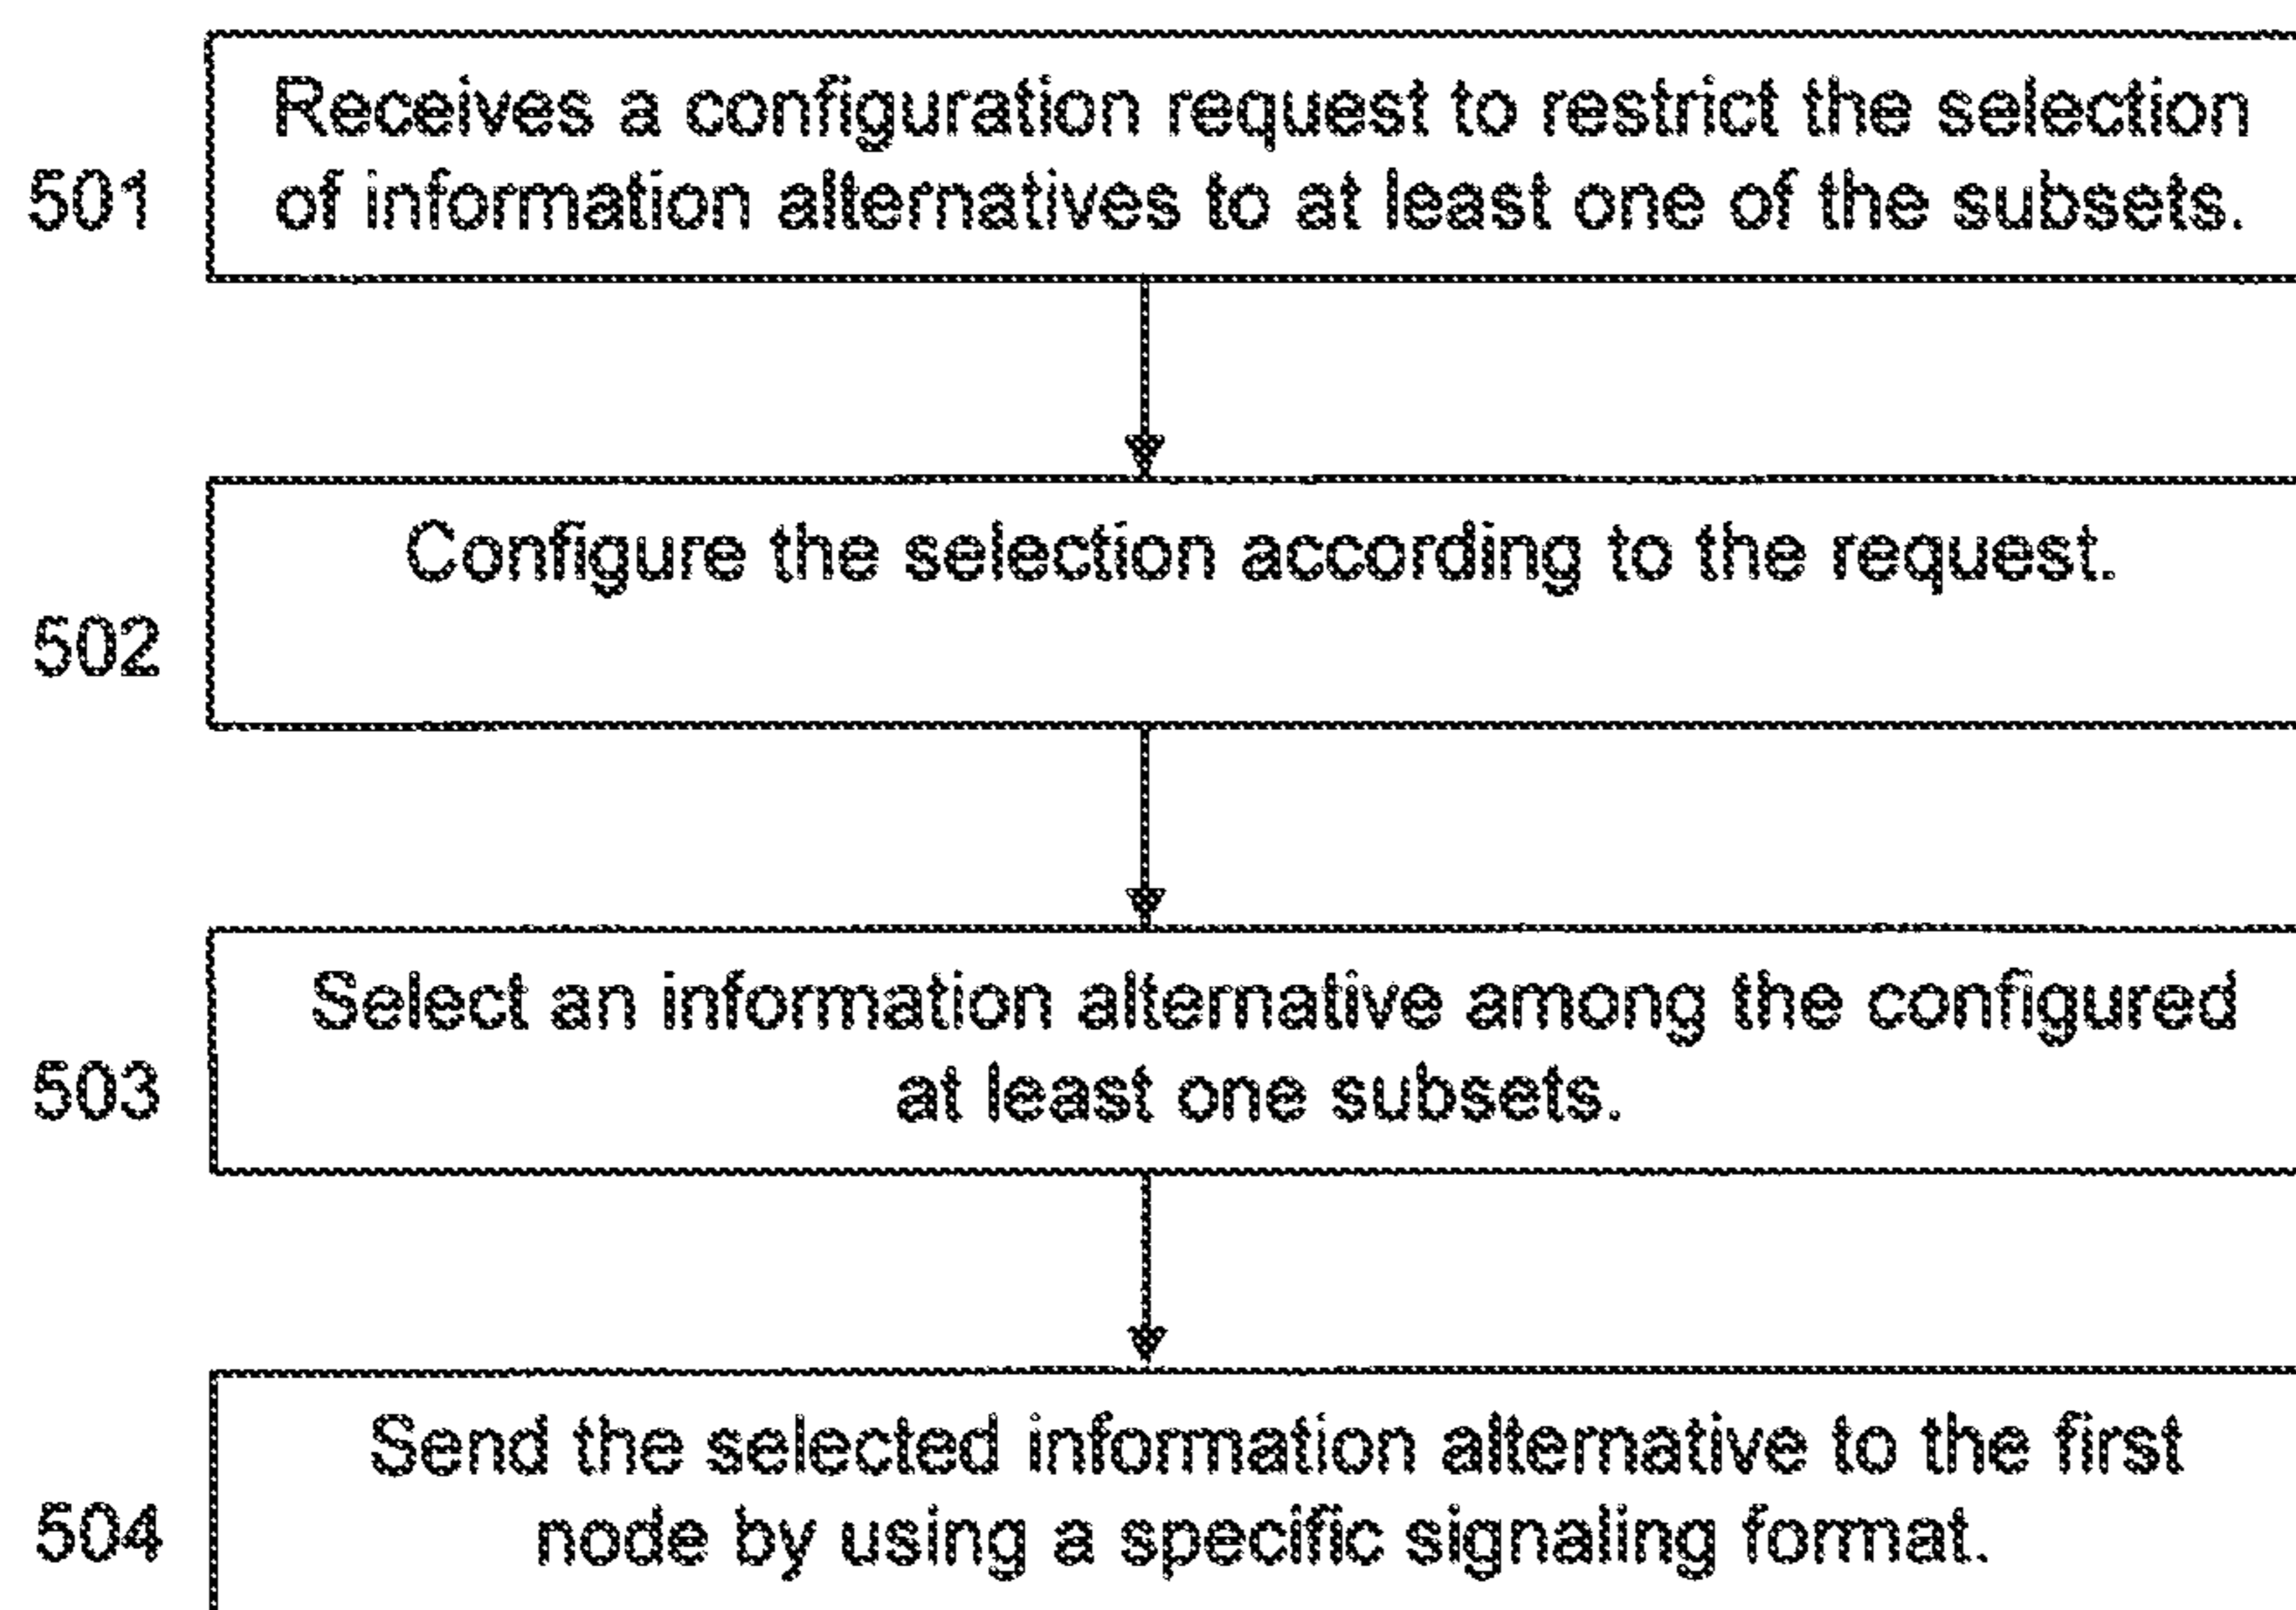 Receives a configuration request to restrict the selection
501
of information alternatives to at least one of the subsets.
Configure the selection according to the request.
502
Select an information alternative among the configured
503
at least one subsets.
Send the selected information alternative to the first
504
node by using a specific signaling format.